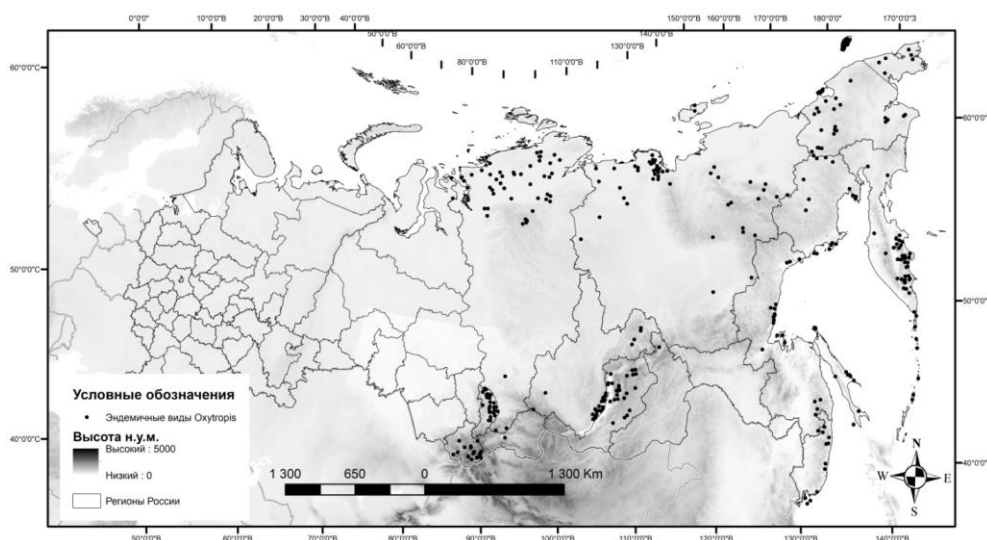 0°0'0" 10°0'0"В 20°0'0"В 30°0'0"В 40°0'0"В 150°0'0"В 160°0'0"В 170°0'0"В 180°0'0" 170°0'0"З
50°0'0"В 140°0'0"В
60°0'0"В 130°0'0"В
80°0'0"В 110°0'0"В
60°0'0"С
60°0'0"С
50°0'0"С
50°0'0"С
40°0'0"С
40°0'0"С
Условные обозначения
Эндемичные виды Oxytropis
Высота н.у.м.
Высокий : 5000
Низкий : 0
Регионы России
1 300 650 0 1 300 Km
N
W E
S
50°0'0"В 60°0'0"В 70°0'0"В 80°0'0"В 90°0'0"В 100°0'0"В 110°0'0"В 120°0'0"В 130°0'0"В 140°0'0"В